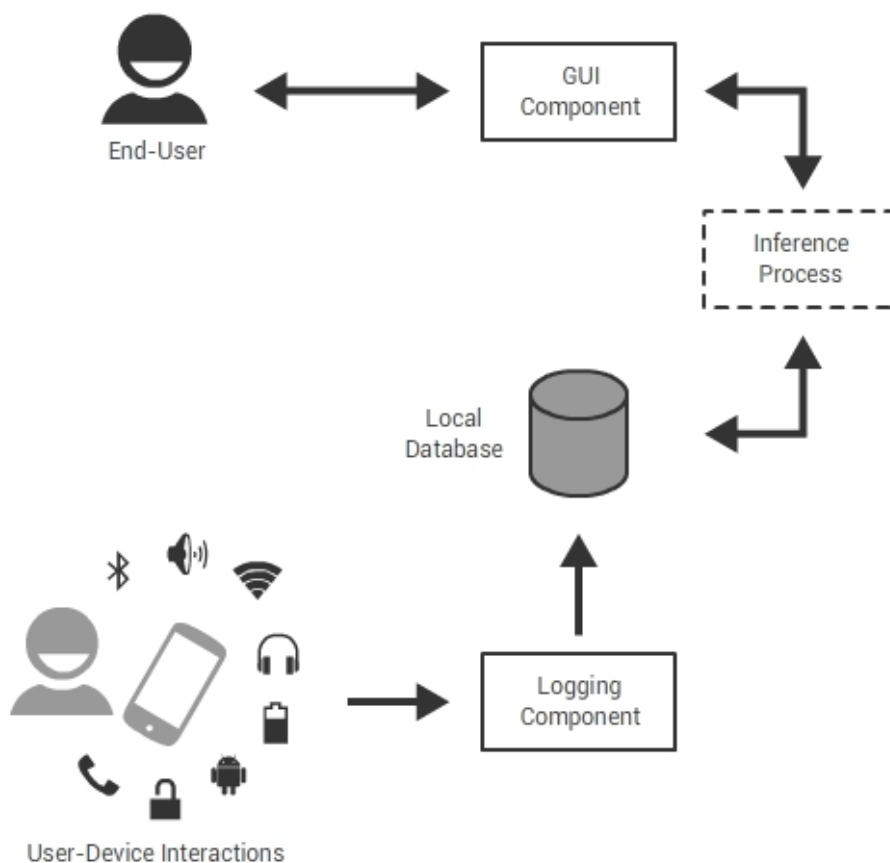 GUI
Component
End-User
Inference
Process
Local
Database
Logging
Component
User-Device Interactions